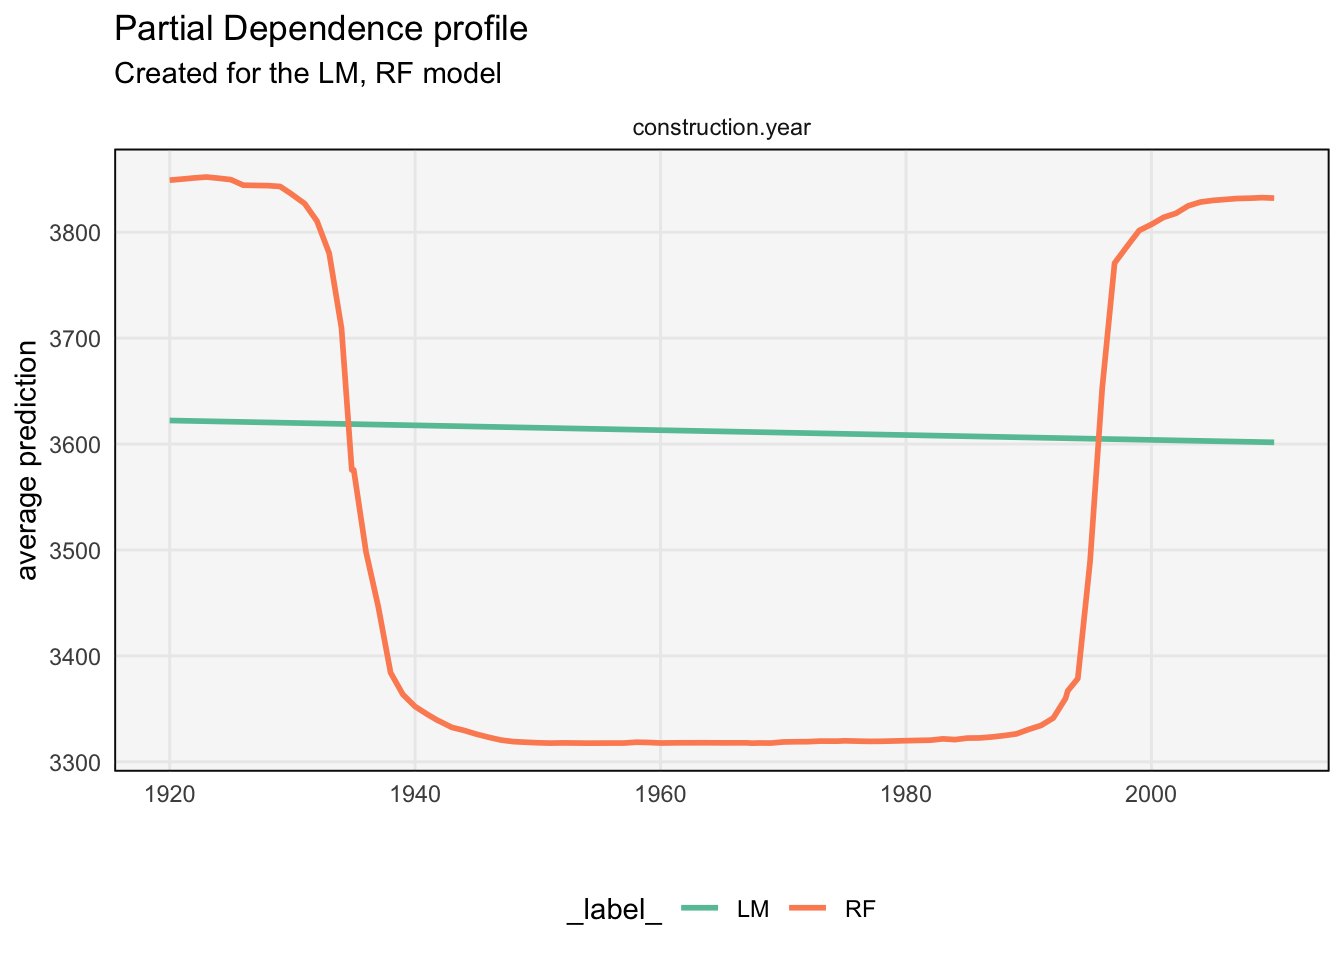 Partial Dependence profile
Created for the LM, RF model
construction.year
average prediction
3800
3700
3600
3500
3400
3300
1920 1940 1960 1980 2000
_label_ LM RF